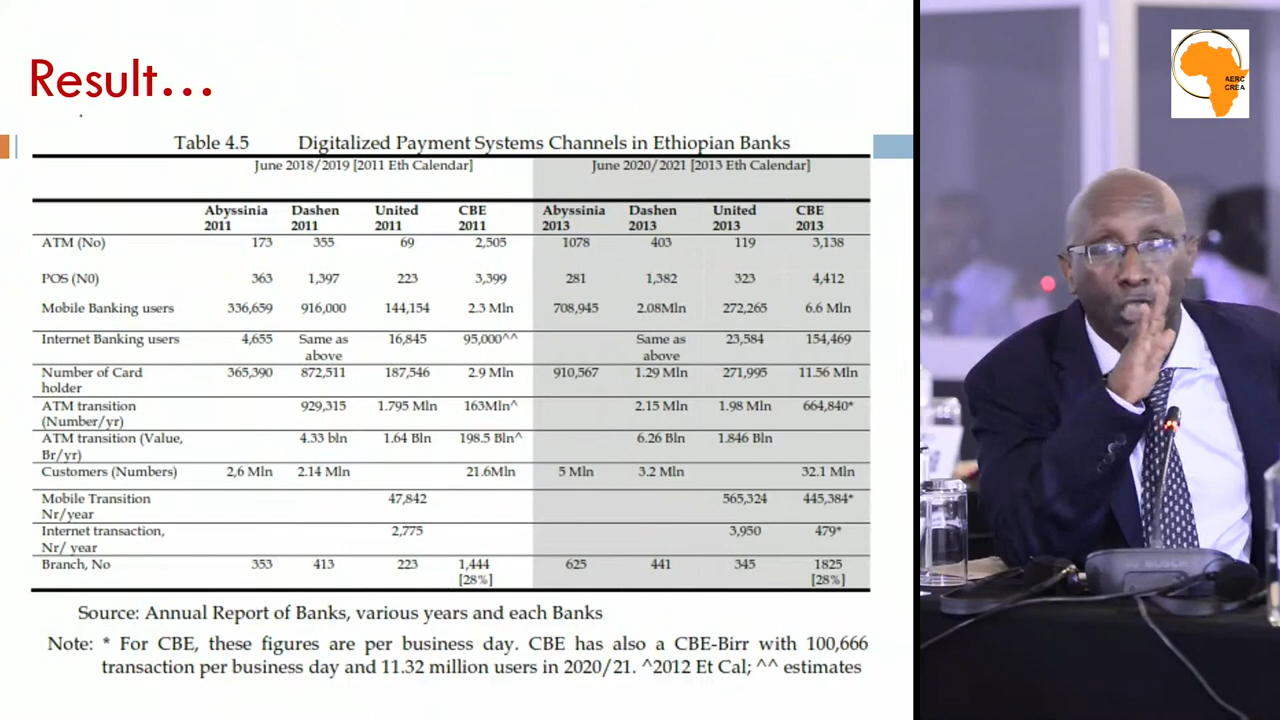 Result...
Table 4.5 Digitalized Payment Systems Channels in Ethiopian Banks
June 2018/2019 [2011 Eth Calendar] June 2020/2021 [2013 Eth Calendar]
Abyssinia 2011 Dashen 2011 United 2011 CBE 2011 Abyssinia 2013 Dashen 2013 United 2013 CBE 2013
ATM (No) 173 355 69 2,505 1078 403 119 3,138
POS (N0) 363 1,397 223 3,399 281 1,382 323 4,412
Mobile Banking users 336,659 916,000 144,154 2.3 Mln 708,945 2.08Mln 272,265 6.6 Mln
Internet Banking users 4,655 Same as above 16,845 95,000^^ Same as above 23,584 154,469
Number of Card holder 365,390 872,511 187,546 2.9 Mln 910,567 1.29 Mln 271,995 11.56 Mln
ATM transition (Number/yr) 929,315 1.795 Mln 163Mln^ 2.15 Mln 1.98 Mln 664,840*
ATM transition (Value, Br/yr) 4.33 bln 1.64 Bln 198.5 Bln^ 6.26 Bln 1.846 Bln
Customers (Numbers) 2,6 Mln 2.14 Mln 21.6Mln 5 Mln 3.2 Mln 32.1 Mln
Mobile Transition Nr/year 47,842 565,324 445,384*
Internet transaction, Nr/ year 2,775 3,950 479*
Branch, No 353 413 223 1,444 [28%] 625 441 345 1825 [28%]
Source: Annual Report of Banks, various years and each Banks
Note: * For CBE, these figures are per business day. CBE has also a CBE-Birr with 100,666
transaction per business day and 11.32 million users in 2020/21. ^2012 Et Cal; ^^ estimates
AERC
CREA